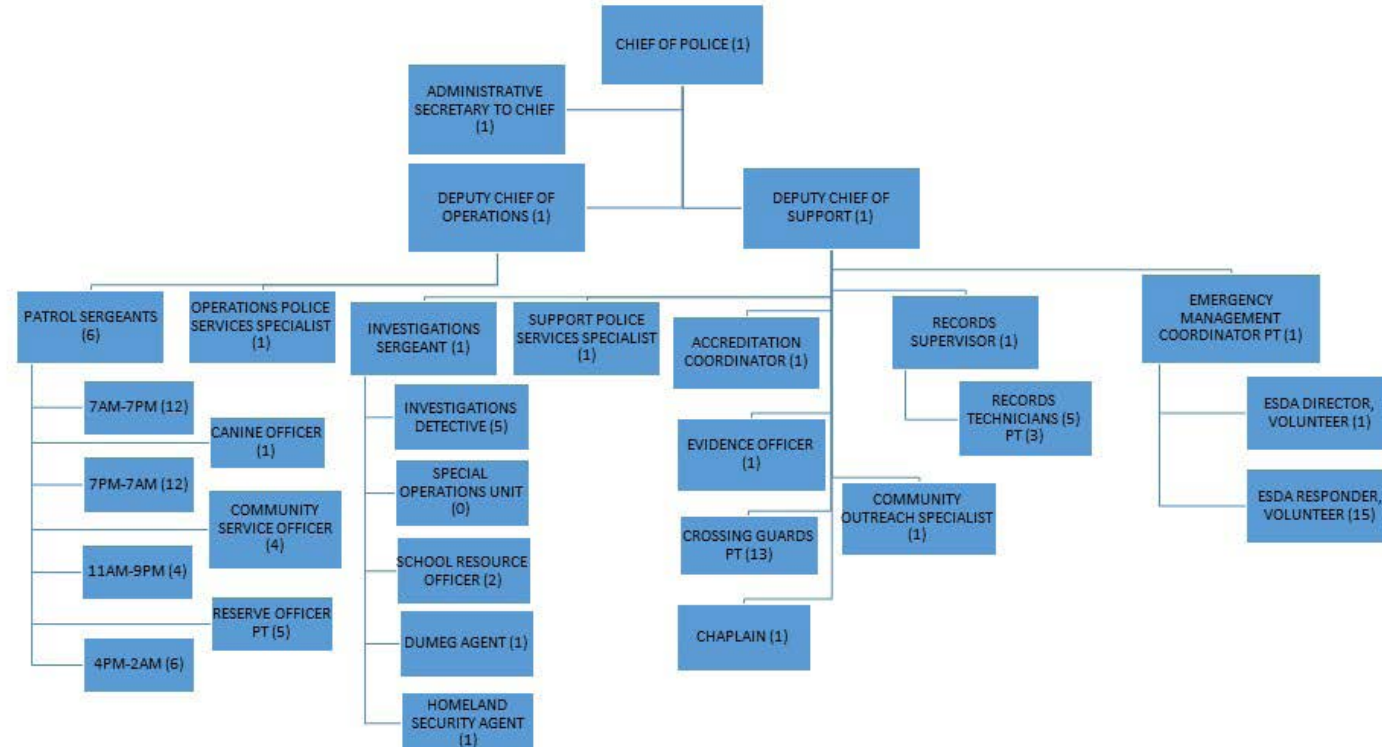 CHIEF OF POLICE (1)
ADMINISTRATIVE
SECRETARY TO CHIEF
(1)
DEPUTY CHIEF OF
OPERATIONS (1)
DEPUTY CHIEF OF
SUPPORT (1)
PATROL SERGEANTS
(6)
OPERATIONS POLICE
SERVICES SPECIALIST
(1)
INVESTIGATIONS
SERGEANT (1)
SUPPORT POLICE
SERVICES SPECIALIST
(1)
ACCREDITATION
COORDINATOR (1)
RECORDS
SUPERVISOR (1)
EMERGENCY
MANAGEMENT
COORDINATOR PT (1)
7AM-7PM (12)
CANINE OFFICER
(1)
7PM-7AM (12)
COMMUNITY
SERVICE OFFICER
(4)
11AM-9PM (4)
RESERVE OFFICER
PT (5)
4PM-2AM (6)
INVESTIGATIONS
DETECTIVE (5)
SPECIAL
OPERATIONS UNIT
(0)
SCHOOL RESOURCE
OFFICER (2)
DUMEG AGENT (1)
HOMELAND
SECURITY AGENT
(1)
EVIDENCE OFFICER
(1)
CROSSING GUARDS
PT (13)
COMMUNITY
OUTREACH SPECIALIST
(1)
CHAPLAIN (1)
RECORDS
TECHNICIANS (5)
PT (3)
ESDA DIRECTOR,
VOLUNTEER (1)
ESDA RESPONDER,
VOLUNTEER (15)